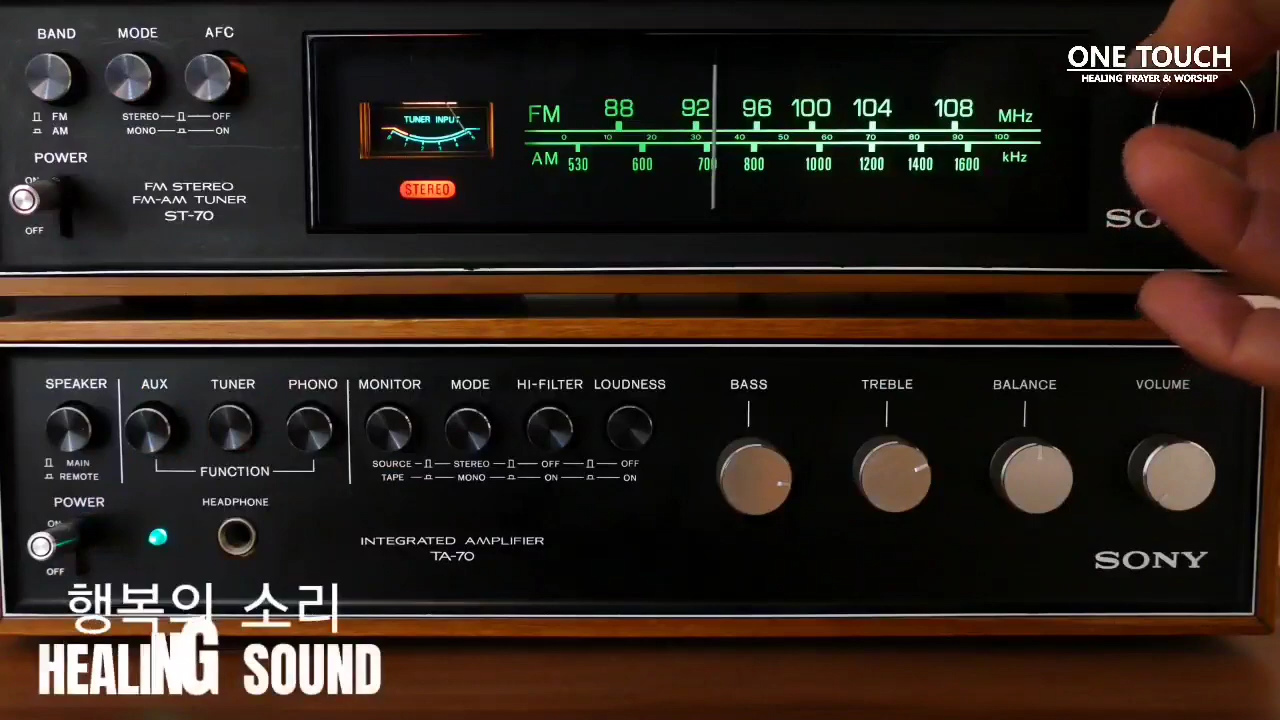 BAND MODE AFC
ONE TOUCH
HEALING PRAYER & WORSHIP
FM STEREO OFF
AM MONO ON
POWER
ON
OFF
FM STEREO
FM-AM TUNER
ST-70
TUNER INPUT
STEREO
FM 88 92 96 100 104 108 MHz
0 10 20 30 40 50 60 70 80 90 100
AM 530 600 700 800 1000 1200 1400 1600 kHz
SPEAKER AUX TUNER PHONO MONITOR MODE HI-FILTER LOUDNESS BASS TREBLE BALANCE VOLUME
MAIN
REMOTE
FUNCTION
SOURCE STEREO OFF OFF
TAPE MONO ON ON
POWER
ON
OFF
HEADPHONE
INTEGRATED AMPLIFIER
TA-70
SONY
행복의 소리
HEALING SOUND